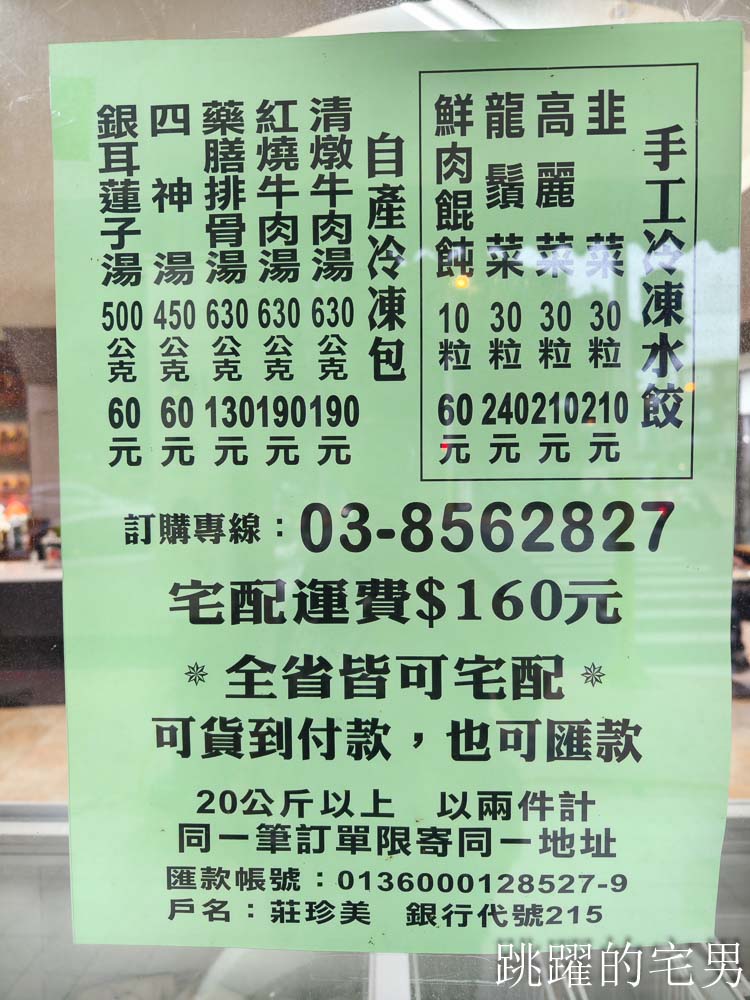 手工冷凍水餃
韭菜 30粒 210元
高麗菜 30粒 210元
龍鬚菜 30粒 240元
鮮肉餛飩 10粒 60元
自產冷凍包
清燉牛肉湯 630公克 190元
紅燒牛肉湯 630公克 190元
藥膳排骨湯 630公克 130元
四神湯 450公克 60元
銀耳蓮子湯 500公克 60元
訂購專線：03-8562827
宅配運費$160元
*全省皆可宅配*
可貨到付款，也可匯款
20公斤以上 以兩件計
同一筆訂單限寄同一地址
匯款帳號：0136000128527-9
戶名：莊珍美 銀行代號215
跳躍的宅男